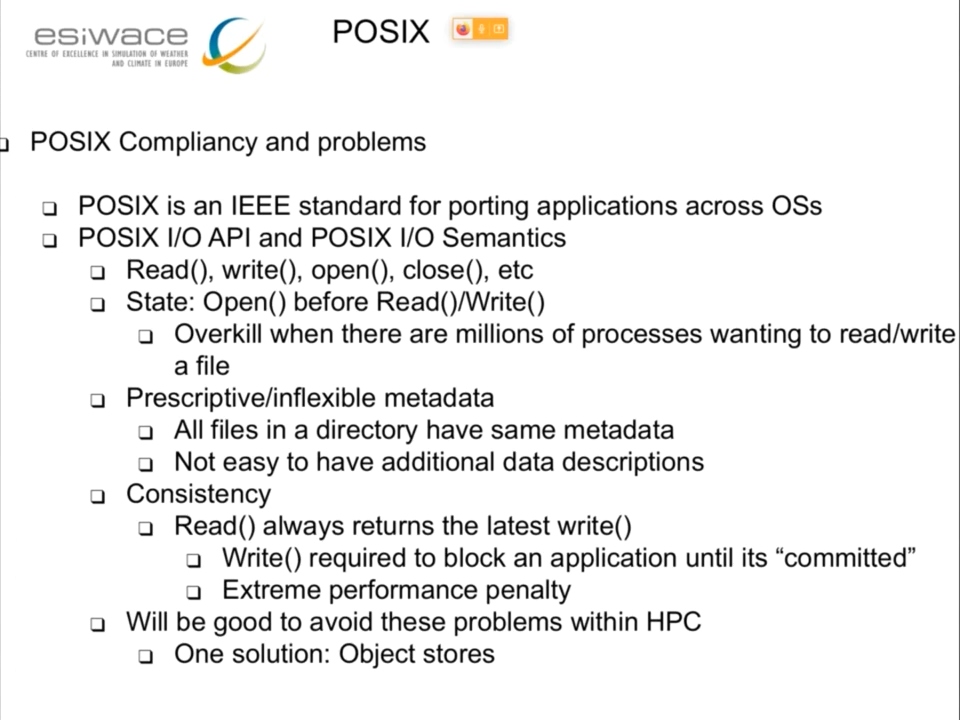 esiwace
CENTRE OF EXCELLENCE IN SIMULATION OF WEATHER
AND CLIMATE IN EUROPE
POSIX
POSIX Compliancy and problems
POSIX is an IEEE standard for porting applications across OSs
POSIX I/O API and POSIX I/O Semantics
Read(), write(), open(), close(), etc
State: Open() before Read()/Write()
Overkill when there are millions of processes wanting to read/write
a file
Prescriptive/inflexible metadata
All files in a directory have same metadata
Not easy to have additional data descriptions
Consistency
Read() always returns the latest write()
Write() required to block an application until its “committed”
Extreme performance penalty
Will be good to avoid these problems within HPC
One solution: Object stores